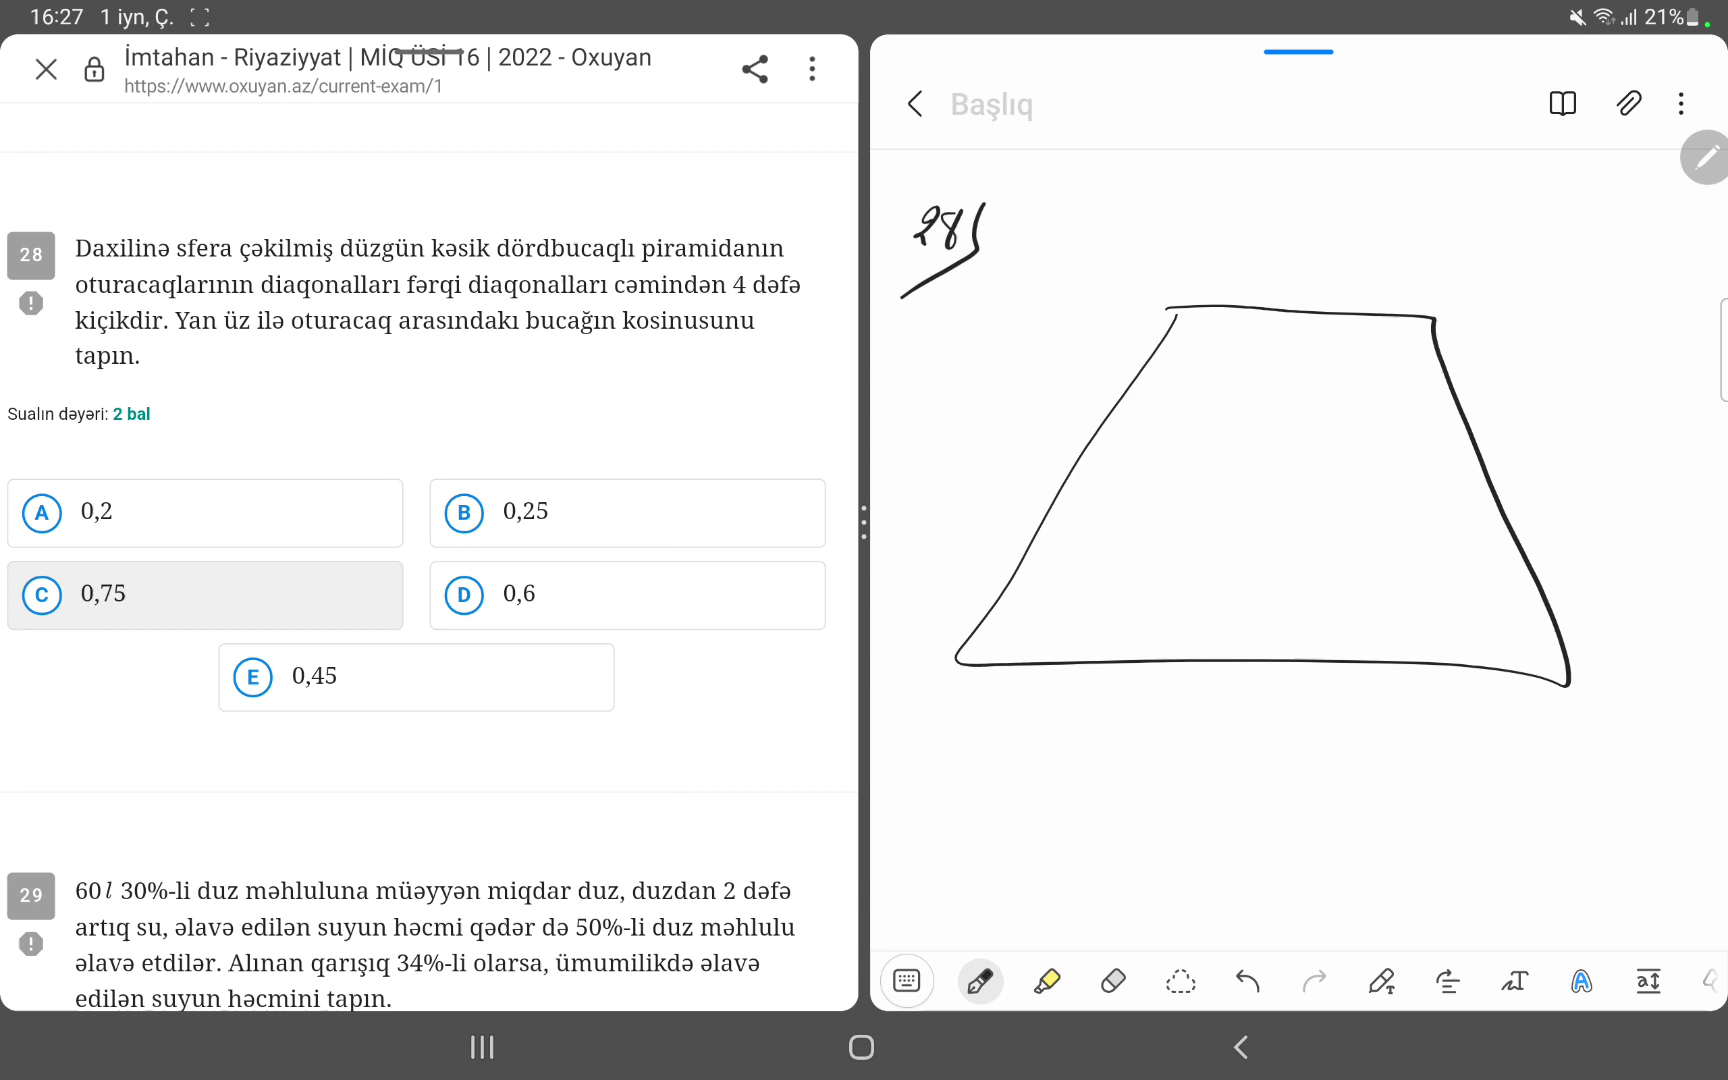 16:27 1 iyn, Ç.
21%
İmtahan - Riyaziyyat | MİQ ÜSİ 16 | 2022 - Oxuyan
https://www.oxuyan.az/current-exam/1
28
Daxilinə sfera çəkilmiş düzgün kəsik dördbucaqlı piramidanın
oturacaqlarının diaqonalları fərqi diaqonalları cəmindən 4 dəfə
kiçikdir. Yan üz ilə oturacaq arasındakı bucağın kosinusunu
tapın.
Sualın dəyəri: 2 bal
A 0,2
B 0,25
C 0,75
D 0,6
E 0,45
29
60 l 30%-li duz məhluluna müəyyən miqdar duz, duzdan 2 dəfə
artıq su, əlavə edilən suyun həcmi qədər də 50%-li duz məhlulu
əlavə etdilər. Alınan qarışıq 34%-li olarsa, ümumilikdə əlavə
edilən suyun həcmini tapın.
Başlıq
28